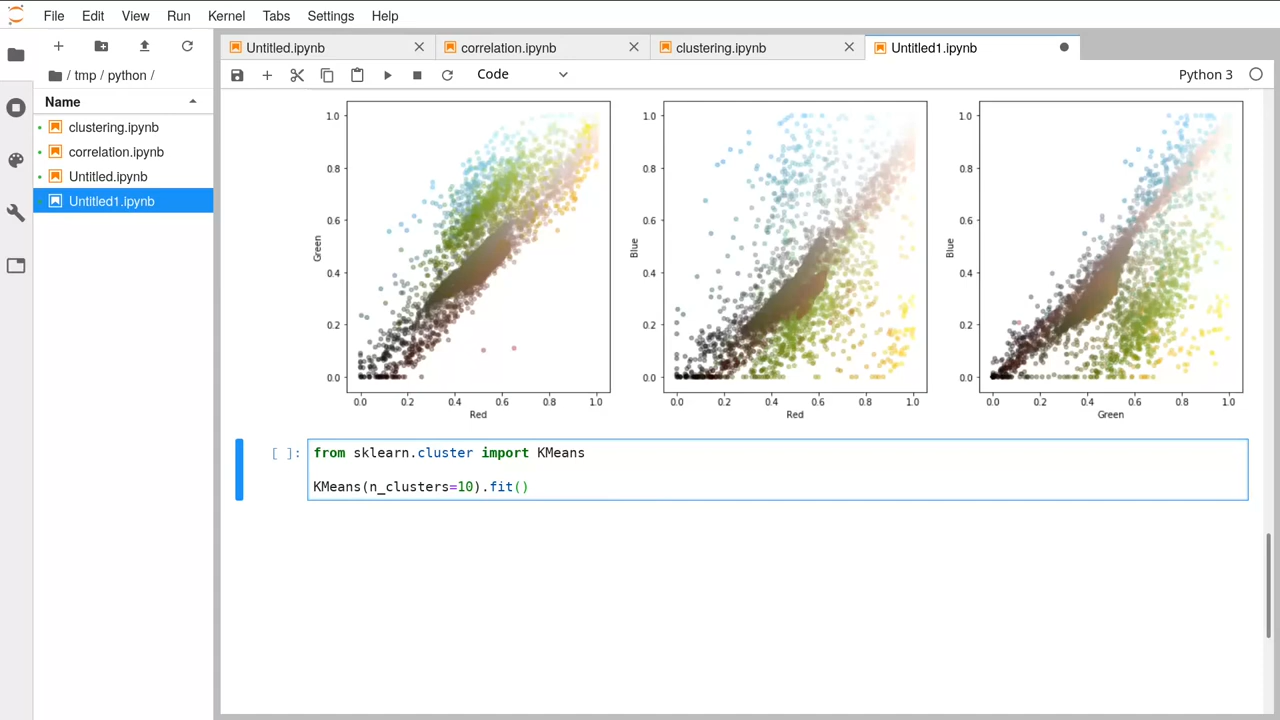 File Edit View Run Kernel Tabs Settings Help
Untitled.ipynb correlation.ipynb clustering.ipynb Untitled1.ipynb
Code Python 3
/ tmp / python /
Name
clustering.ipynb
correlation.ipynb
Untitled.ipynb
Untitled1.ipynb
1.0
0.8
0.6
0.4
0.2
0.0
Green
0.0 0.2 0.4 0.6 0.8 1.0
Red
1.0
0.8
0.6
0.4
0.2
0.0
Blue
0.0 0.2 0.4 0.6 0.8 1.0
Red
1.0
0.8
0.6
0.4
0.2
0.0
Blue
0.0 0.2 0.4 0.6 0.8 1.0
Green
[ ]: from sklearn.cluster import KMeans
KMeans(n_clusters=10).fit()